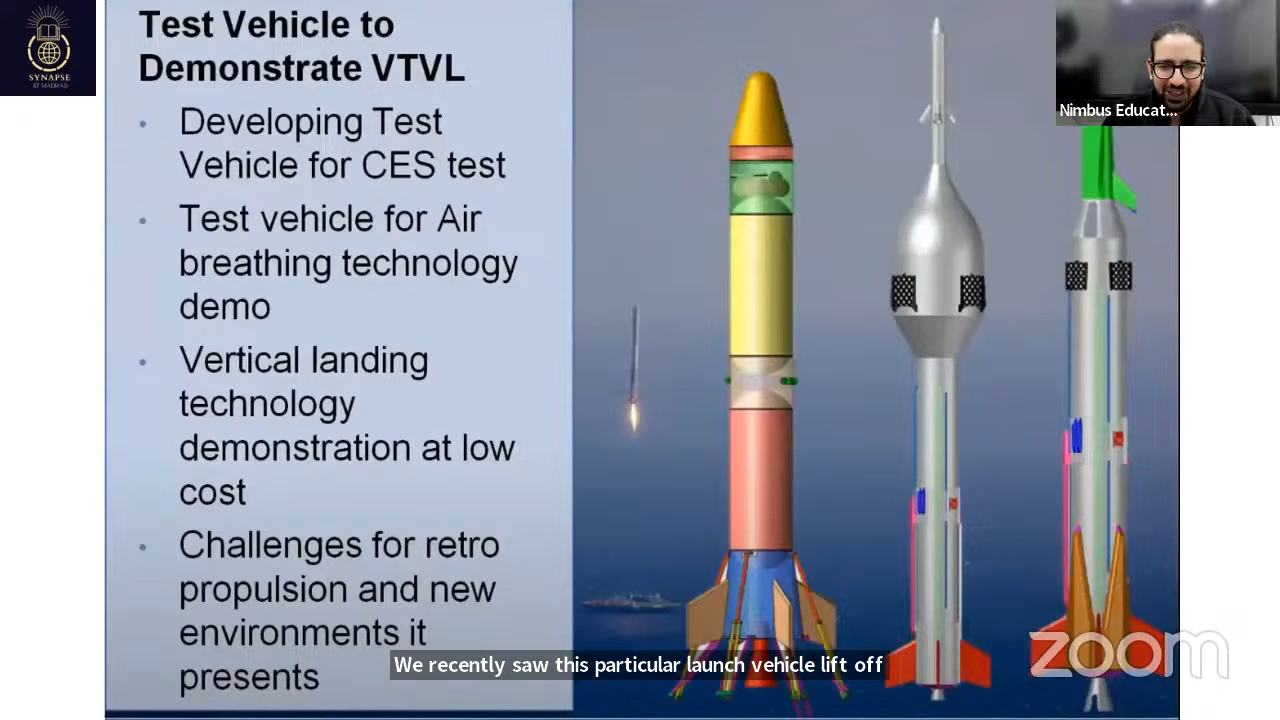 SYNAPSE
IIT MADRAS
Test Vehicle to
Demonstrate VTVL
• Developing Test
Vehicle for CES test
• Test vehicle for Air
breathing technology
demo
• Vertical landing
technology
demonstration at low
cost
• Challenges for retro
propulsion and new
environments it
presents
Nimbus Educat...
We recently saw this particular launch vehicle lift off
zoom